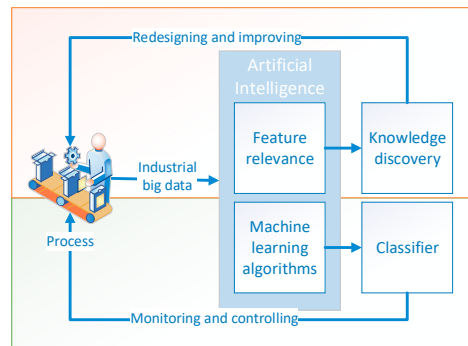 Redesigning and improving
Artificial
Intelligence
Feature
relevance
Knowledge
discovery
Industrial
big data
Process
Machine
learning
algorithms
Classifier
Monitoring and controlling